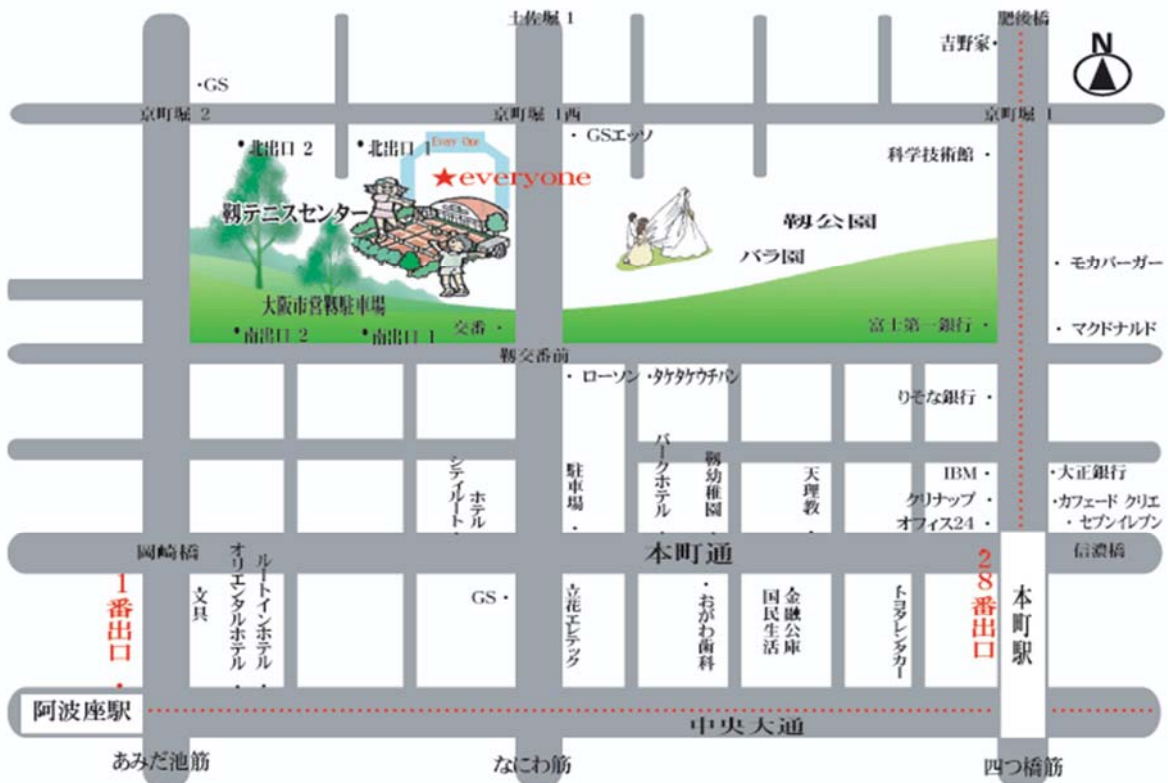 土佐堀 1
肥後橋
吉野家
N
GS
京町堀 2
京町堀 1西
京町堀 1
北出口 2
北出口 1
Every One
GSエッソ
科学技術館
★everyone
靱テニスセンター
靱公園
バラ園
モカバーガー
大阪市営靱駐車場
南出口 2
南出口 1
交番
富士第一銀行
マクドナルド
靱交番前
ローソン
タケタケウチパン
りそな銀行
シティルート
ホテル
駐車場
パークホテル
靱幼稚園
天理教
IBM
大正銀行
クリナップ
カフェード クリエ
オフィス24
セブンイレブン
岡崎橋
本町通
信濃橋
1番出口
文具
オリエンタルホテル
ルートインホテル
GS
立花エレテック
おがわ歯科
国民生活
金融公庫
トヨタレンタカー
28番出口
本町駅
阿波座駅
中央大通
あみだ池筋
なにわ筋
四つ橋筋